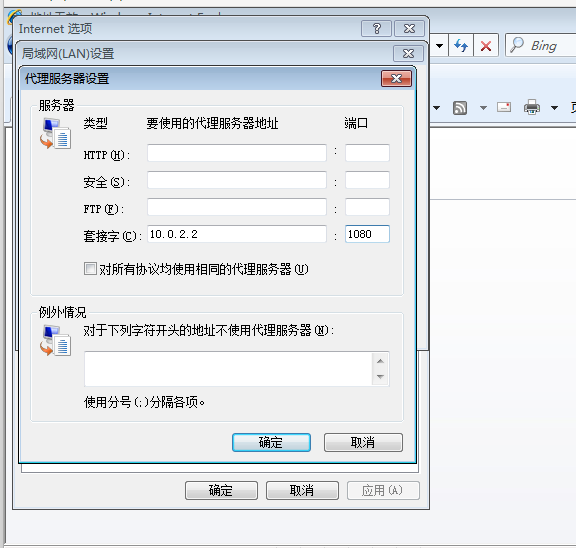 Internet 选项
局域网(LAN)设置
代理服务器设置
Bing
服务器
类型 要使用的代理服务器地址 端口
HTTP(H): :
安全(S): :
FTP(F): :
套接字(C): 10.0.2.2 : 1080
对所有协议均使用相同的代理服务器(U)
例外情况
对于下列字符开头的地址不使用代理服务器(N):
使用分号(;)分隔各项。
确定 取消
确定 取消 应用(A)